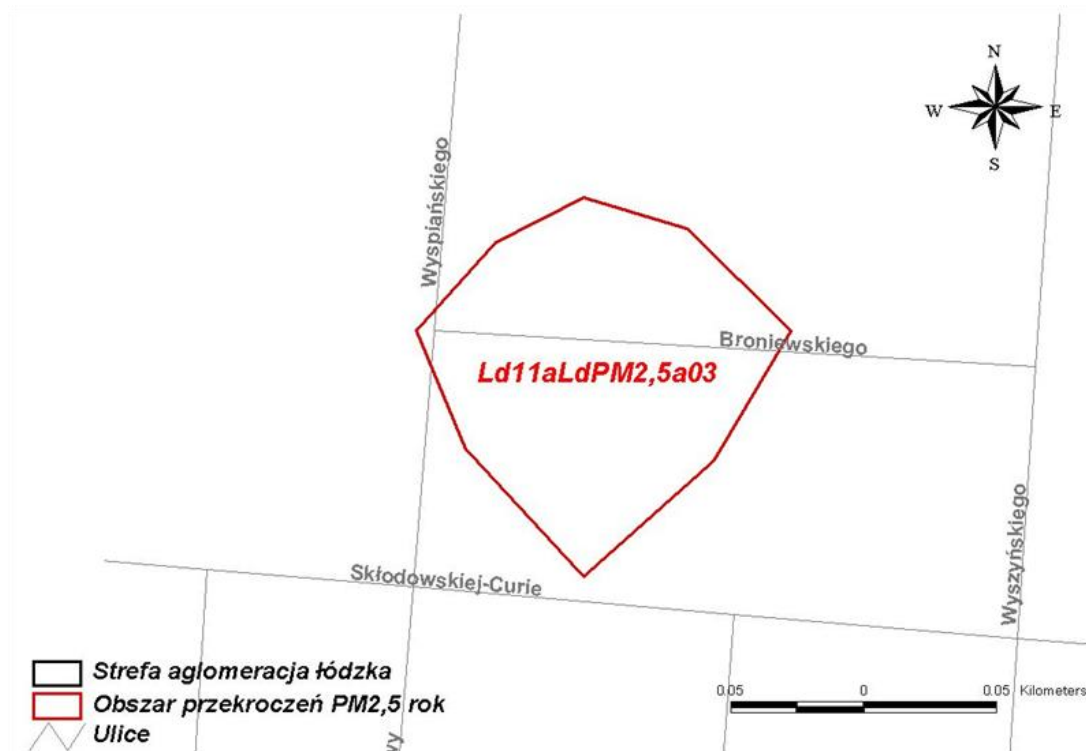 N
W
E
S
Wyspiańskiego
Broniewskiego
Ld11aLdPM2,5a03
Wyszyńskiego
Skłodowskiej-Curie
Strefa aglomeracja łódzka
Obszar przekroczeń PM2,5 rok
Ulice
0.05 0 0.05 Kilometers